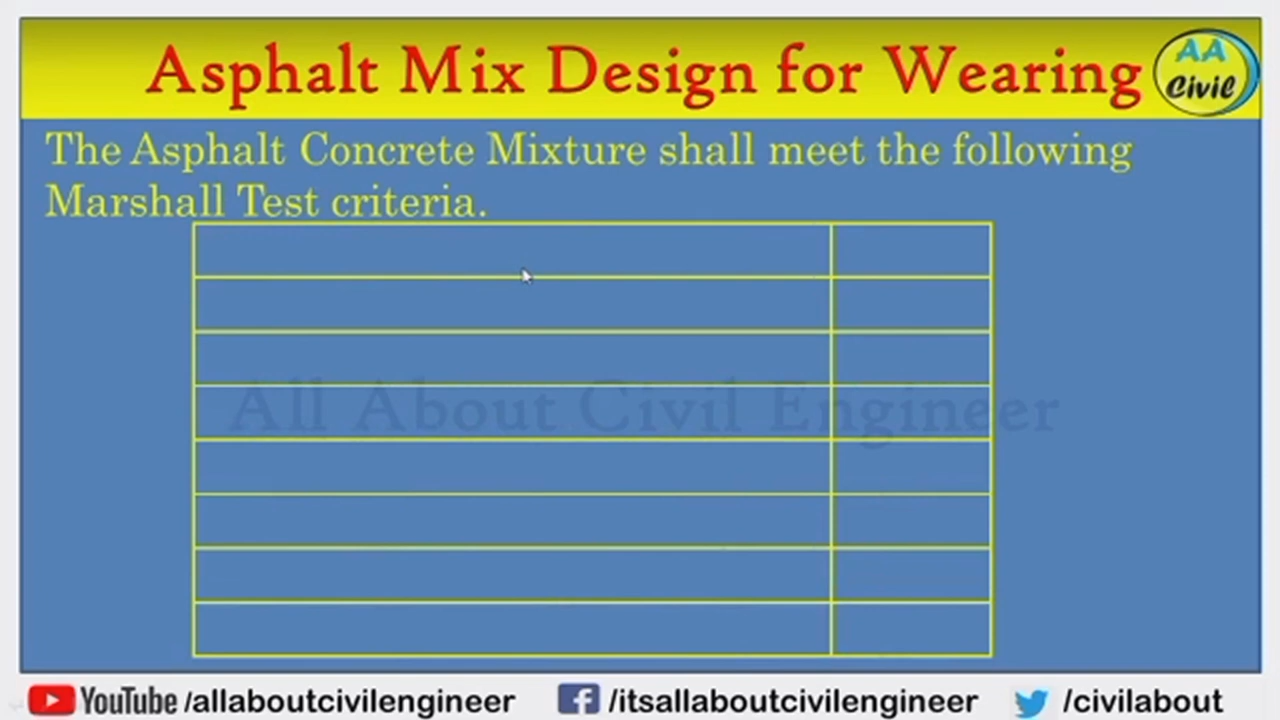 Asphalt Mix Design for Wearing
AA
Civil
The Asphalt Concrete Mixture shall meet the following
Marshall Test criteria.
All About Civil Engineer
YouTube /allaboutcivilengineer
/itsallaboutcivilengineer
/civilabout